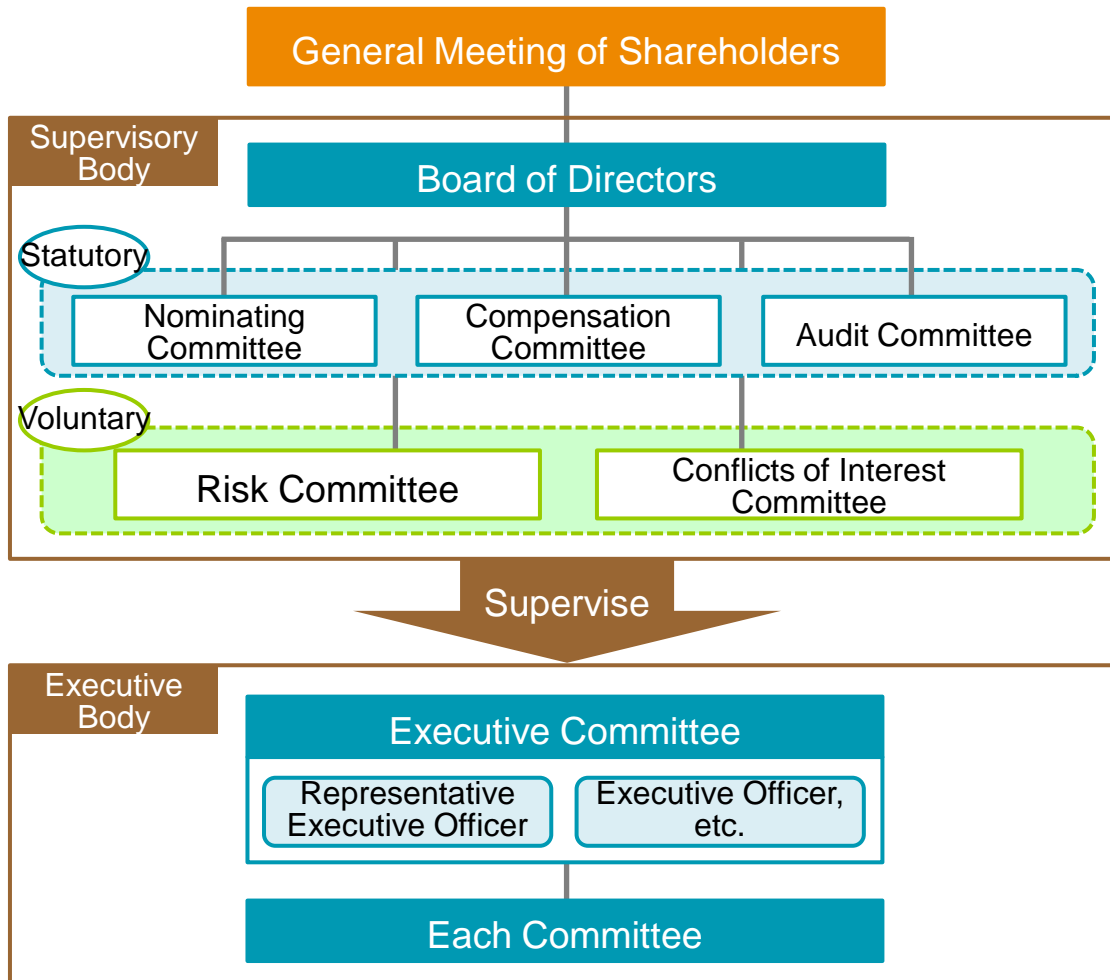 General Meeting of Shareholders
Supervisory
Body
Board of Directors
Statutory
Nominating
Committee
Compensation
Committee
Audit Committee
Voluntary
Risk Committee
Conflicts of Interest
Committee
Supervise
Executive
Body
Executive Committee
Representative
Executive Officer
Executive Officer,
etc.
Each Committee